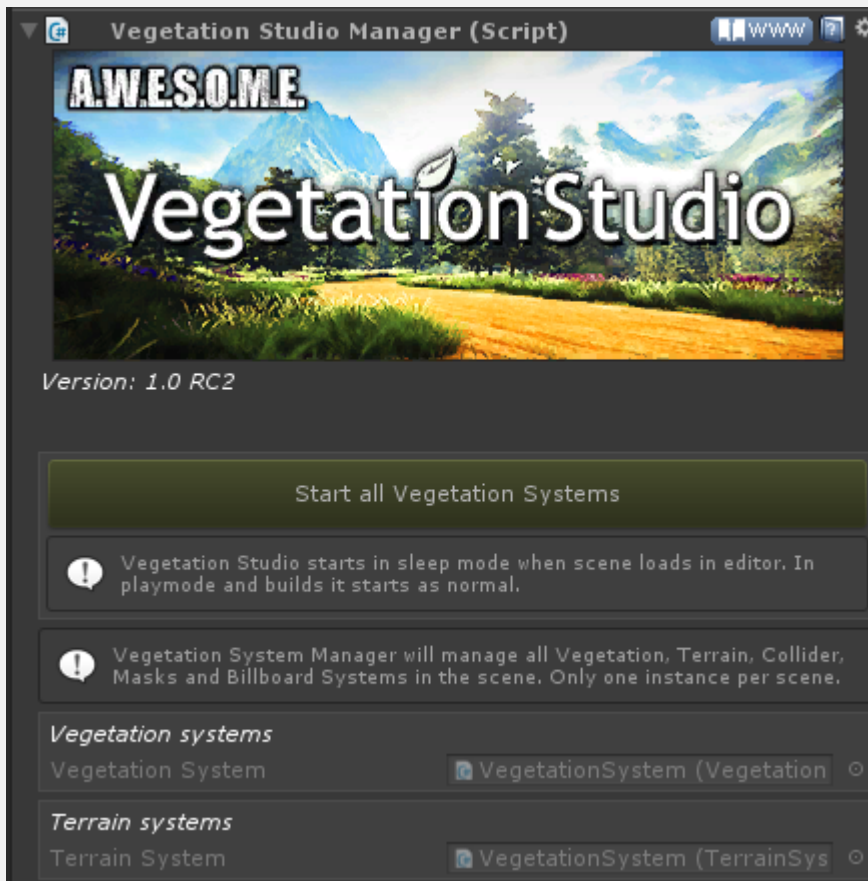 Vegetation Studio Manager (Script)
WWW
?
A.W.E.S.O.M.E.
Vegetation Studio
Version: 1.0 RC2
Start all Vegetation Systems
Vegetation Studio starts in sleep mode when scene loads in editor. In
playmode and builds it starts as normal.
Vegetation System Manager will manage all Vegetation, Terrain, Collider,
Masks and Billboard Systems in the scene. Only one instance per scene.
Vegetation systems
Vegetation System VegetationSystem (Vegetation
Terrain systems
Terrain System VegetationSystem (TerrainSys